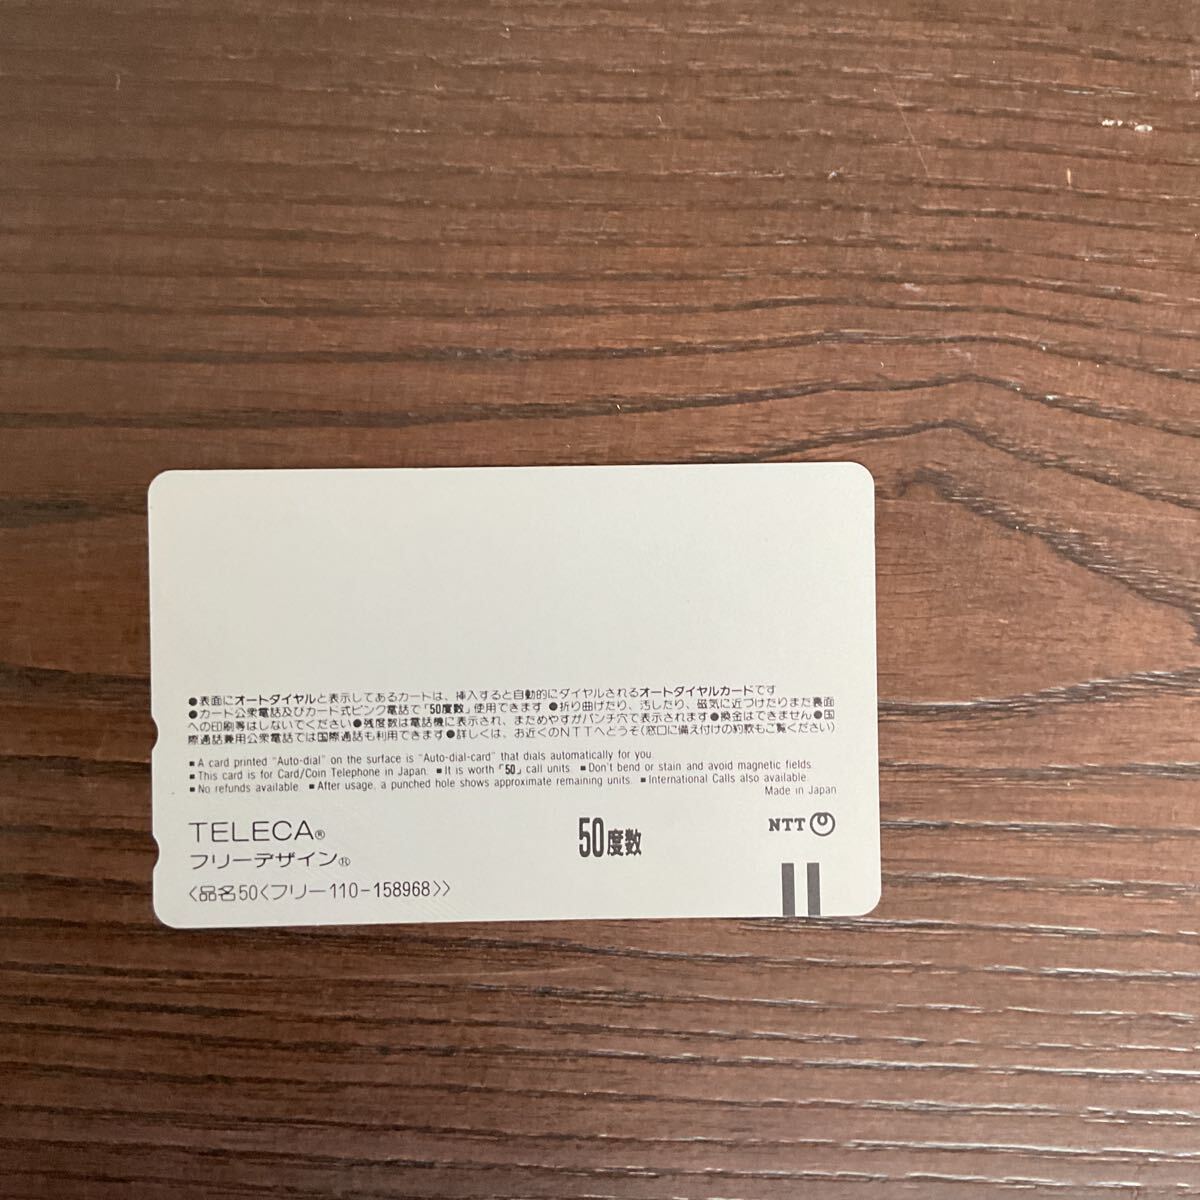 ●表面にオートダイヤルと表示してあるカードは、挿入すると自動的にダイヤルされるオートダイヤルカードです
●カード公衆電話及びカード式ピンク電話で「50度数」使用できます ●折り曲げたり、汚したり、磁気に近づけたりまた裏面
への印刷等はしないでください●残度数は電話機に表示され、まためやすがパンチ穴で表示されます●換金はできません●国
際通話兼用公衆電話では国際通話も利用できます●詳しくは、お近くのNTTへどうぞ(窓口に備え付けの約款もご覧ください)
■ A card printed "Auto-dial" on the surface is "Auto-dial-card" that dials automatically for you.
■ This card is for Card/Coin Telephone in Japan. ■ It is worth 「50」 call units. ■ Don't bend or stain and avoid magnetic fields.
■ No refunds available. ■ After usage, a punched hole shows approximate remaining units. ■ International Calls also available.
Made in Japan
TELECA®
フリーデザイン®
50度数
NTT
<品名50<フリー110-158968>>